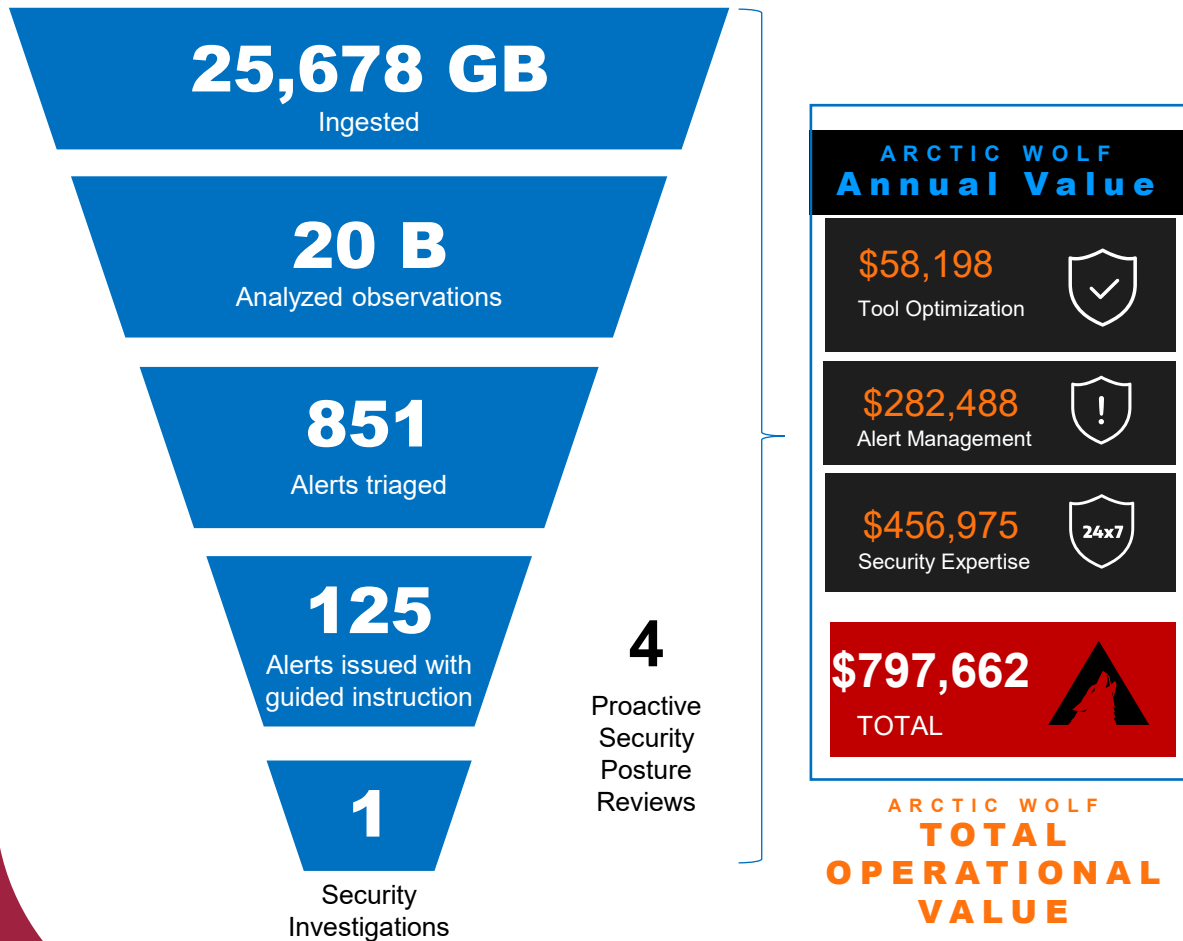 25,678 GB
Ingested
20 B
Analyzed observations
851
Alerts triaged
125
Alerts issued with
guided instruction
1
Security
Investigations
4
Proactive
Security
Posture
Reviews
ARCTIC WOLF
Annual Value
$58,198
Tool Optimization
$282,488
Alert Management
$456,975
Security Expertise
24x7
$797,662
TOTAL
ARCTIC WOLF
TOTAL
OPERATIONAL
VALUE